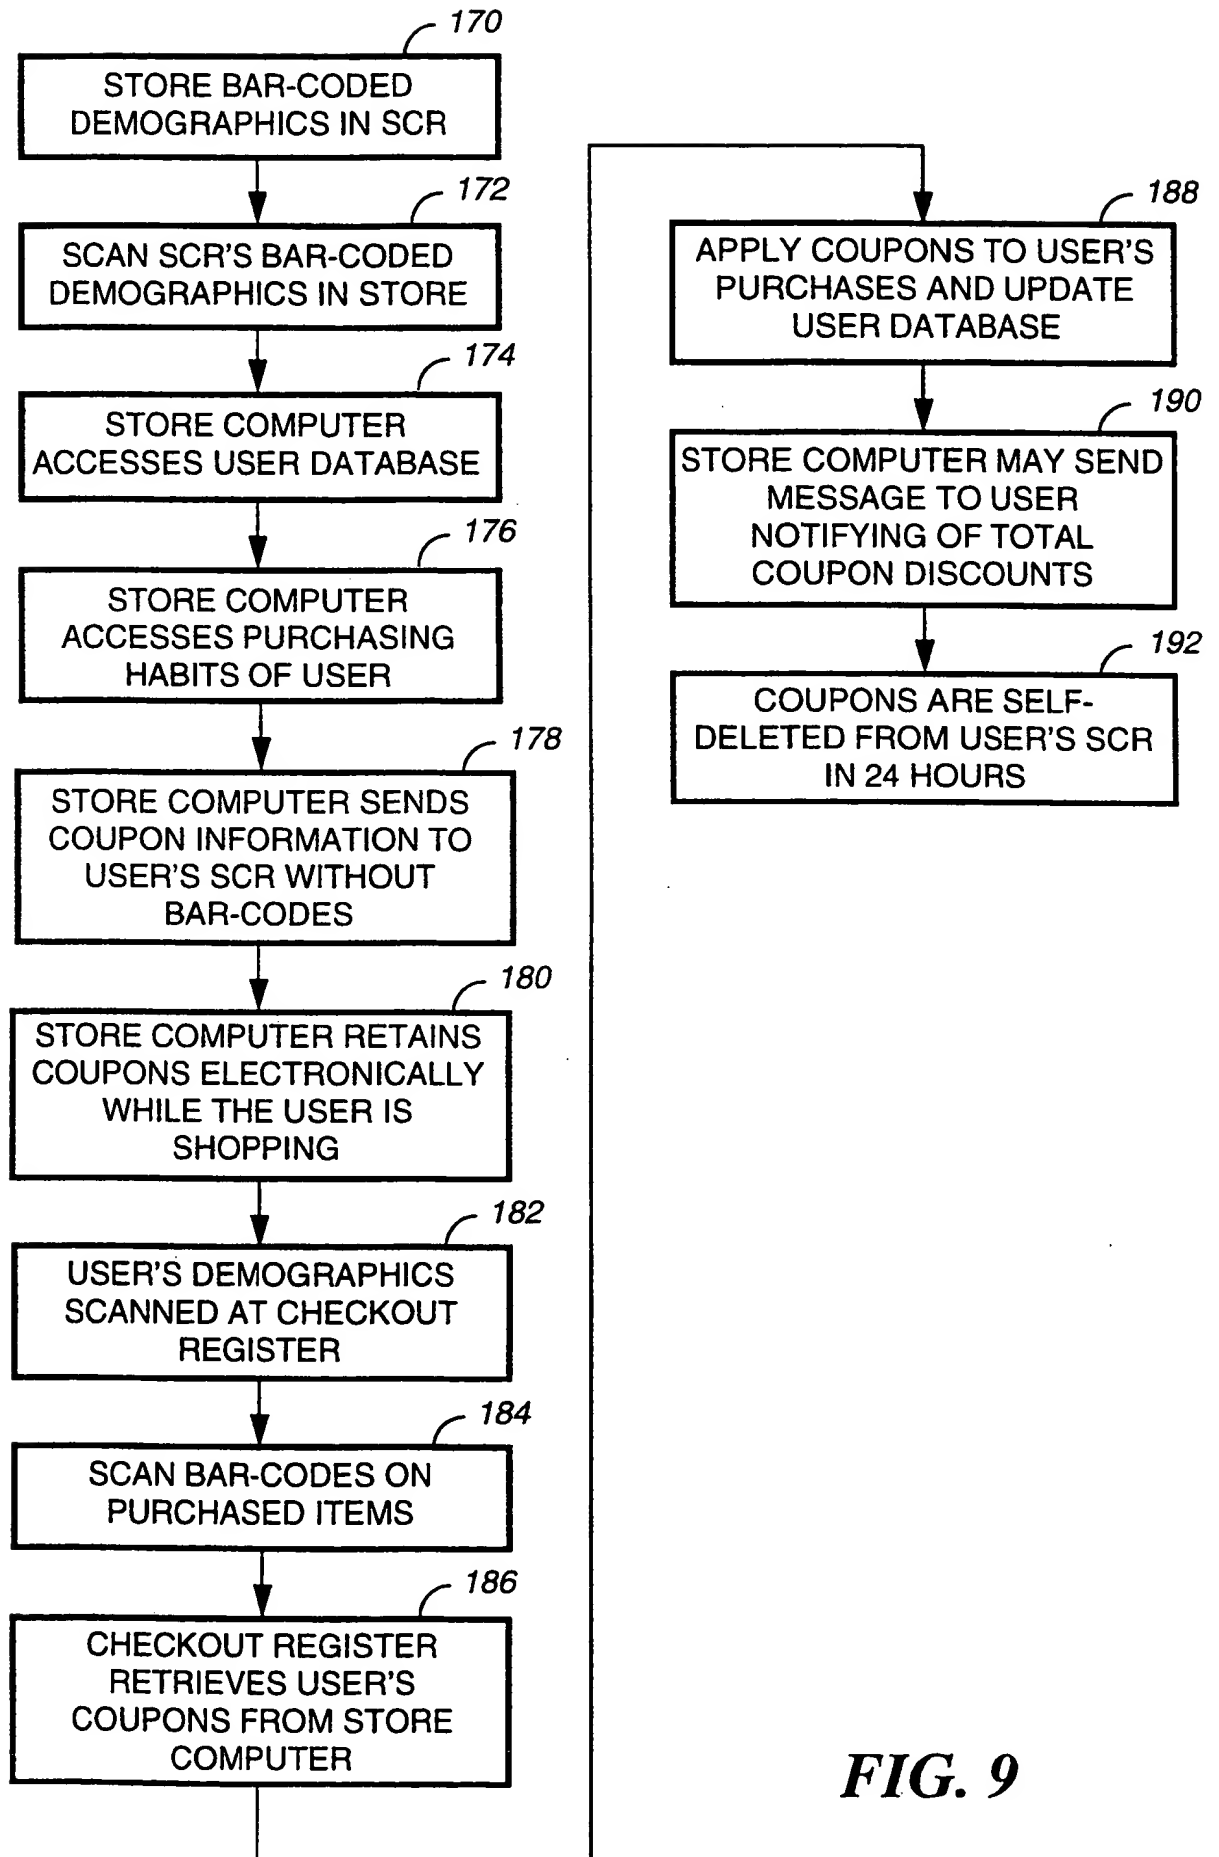 170
STORE BAR-CODED
DEMOGRAPHICS IN SCR
172
SCAN SCR'S BAR-CODED
DEMOGRAPHICS IN STORE
174
STORE COMPUTER
ACCESSES USER DATABASE
176
STORE COMPUTER
ACCESSES PURCHASING
HABITS OF USER
178
STORE COMPUTER SENDS
COUPON INFORMATION TO
USER'S SCR WITHOUT
BAR-CODES
180
STORE COMPUTER RETAINS
COUPONS ELECTRONICALLY
WHILE THE USER IS
SHOPPING
182
USER'S DEMOGRAPHICS
SCANNED AT CHECKOUT
REGISTER
184
SCAN BAR-CODES ON
PURCHASED ITEMS
186
CHECKOUT REGISTER
RETRIEVES USER'S
COUPONS FROM STORE
COMPUTER
188
APPLY COUPONS TO USER'S
PURCHASES AND UPDATE
USER DATABASE
190
STORE COMPUTER MAY SEND
MESSAGE TO USER
NOTIFYING OF TOTAL
COUPON DISCOUNTS
192
COUPONS ARE SELF-
DELETED FROM USER'S SCR
IN 24 HOURS
FIG. 9